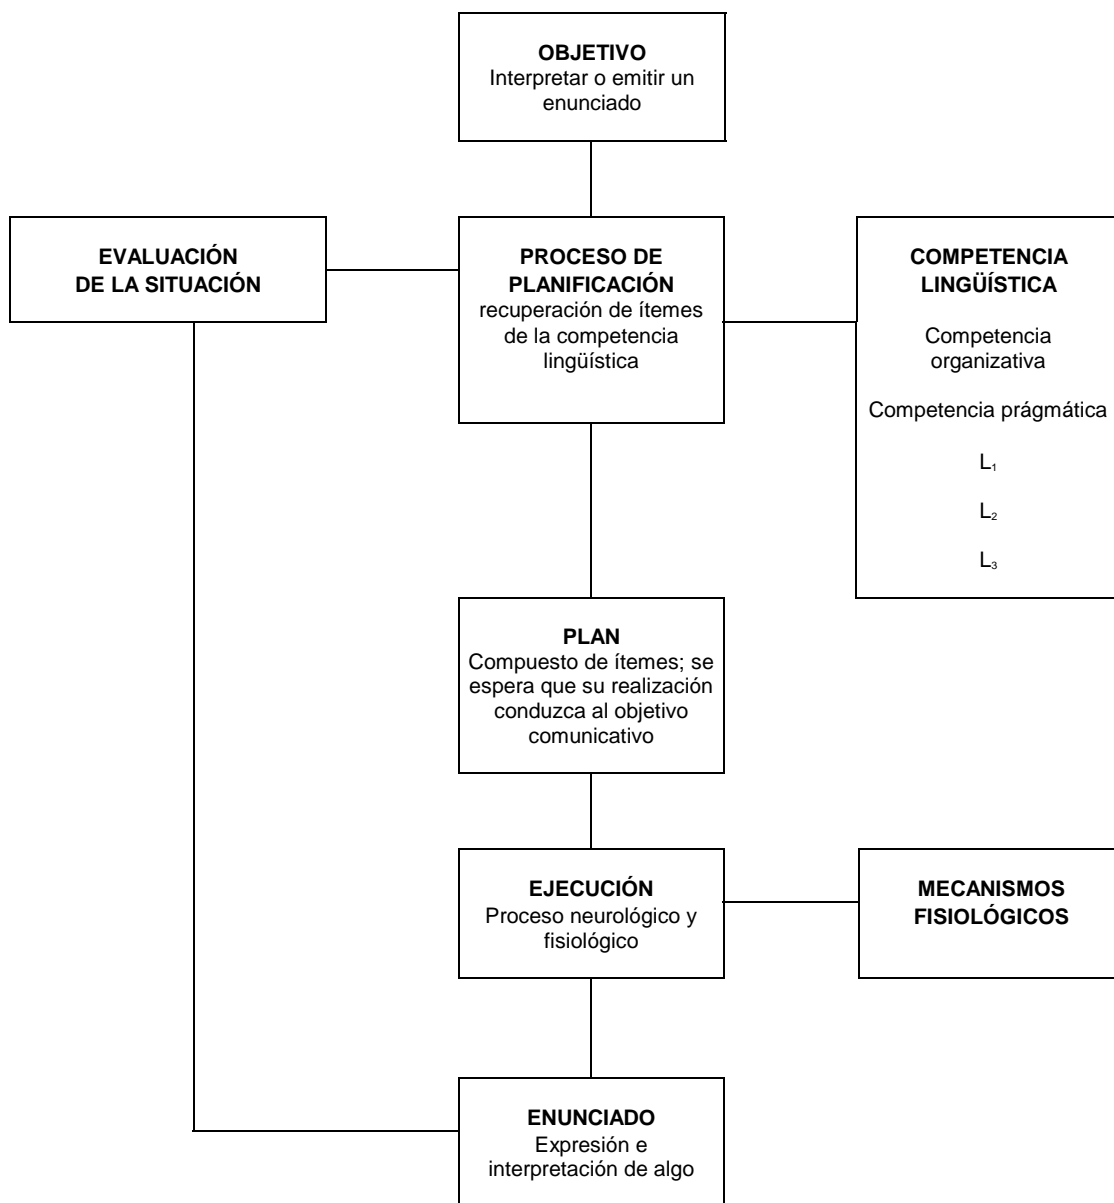 OBJETIVO
Interpretar o emitir un
enunciado
EVALUACIÓN
DE LA SITUACIÓN
PROCESO DE
PLANIFICACIÓN
recuperación de ítemes
de la competencia
lingüística
COMPETENCIA
LINGÜÍSTICA
Competencia
organizativa
Competencia prágmática
L₁
L₂
L₃
PLAN
Compuesto de ítemes; se
espera que su realización
conduzca al objetivo
comunicativo
EJECUCIÓN
Proceso neurológico y
fisiológico
MECANISMOS
FISIOLÓGICOS
ENUNCIADO
Expresión e
interpretación de algo